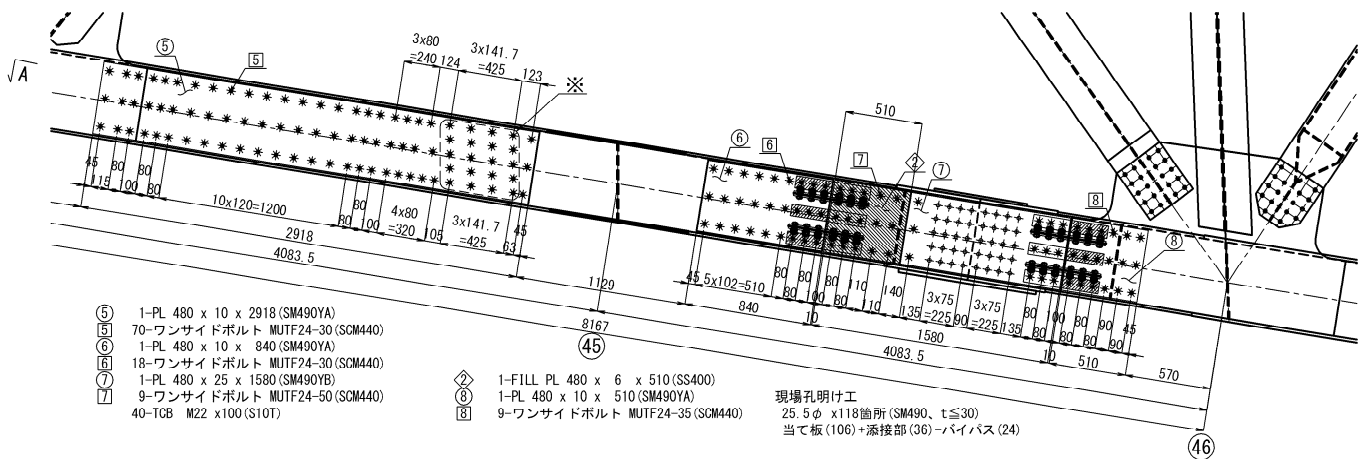 √A
⑤
5
3x80
=240
124
3x141.7
=425
123
※
45
115
80
100
80
80
10x120=1200
80
80
100
4x80
=320
105
3x141.7
=425
45
63
2918
4083.5
1129
8167
㊺
510
⑥
6
7
2
⑦
8
⑧
45
5x102=510
80
80
100
80
80
110
110
140
135
3x75
=225
90
3x75
=225
135
80
80
100
80
80
90
90
45
840
10
1580
10
510
570
4083.5
㊻
⑤ 1-PL 480 x 10 x 2918(SM490YA)
5 70-ワンサイドボルト MUTF24-30(SCM440)
⑥ 1-PL 480 x 10 x 840(SM490YA)
6 18-ワンサイドボルト MUTF24-30(SCM440)
⑦ 1-PL 480 x 25 x 1580(SM490YB)
7 9-ワンサイドボルト MUTF24-50(SCM440)
40-TCB M22 x100(S10T)
2 1-FILL PL 480 x 6 x 510(SS400)
⑧ 1-PL 480 x 10 x 510(SM490YA)
8 9-ワンサイドボルト MUTF24-35(SCM440)
現場孔明け工
25.5φ x118箇所(SM490、t≦30)
当て板(106)+添接部(36)-バイパス(24)